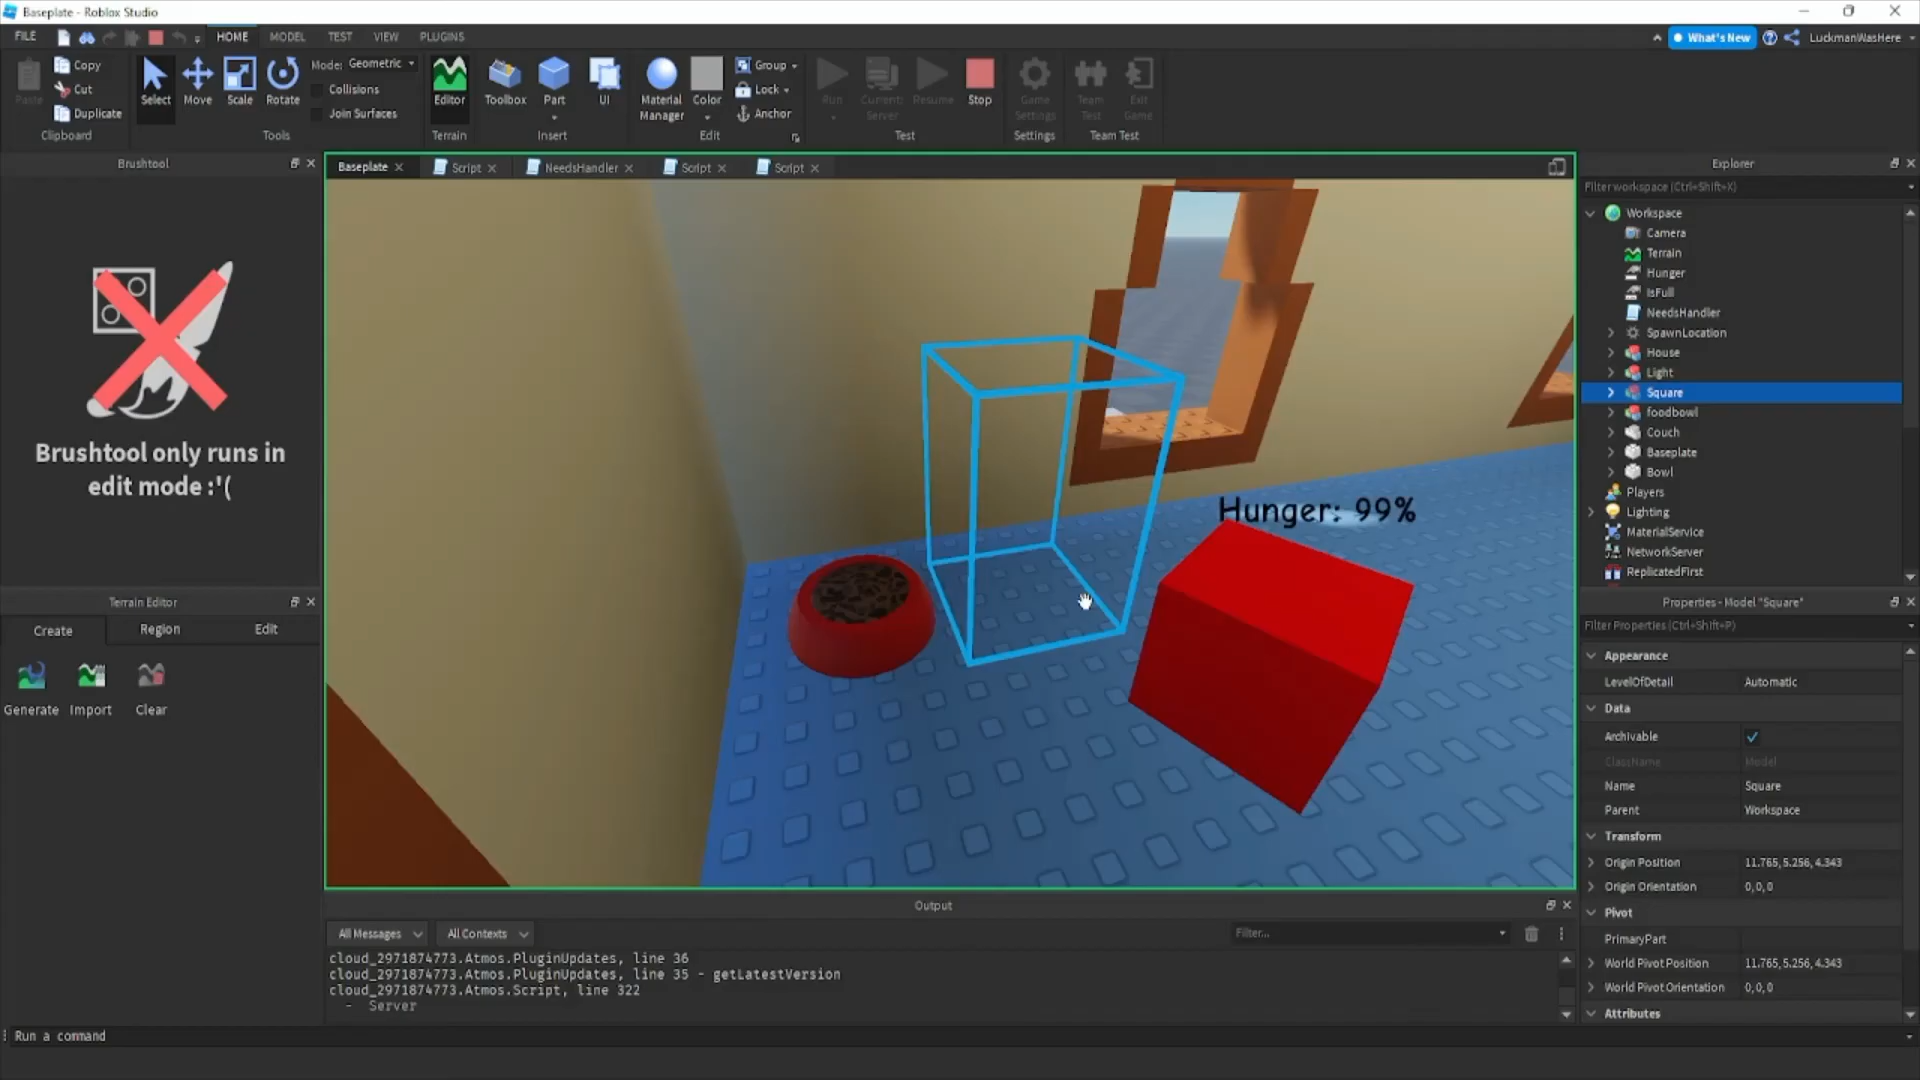 Baseplate - Roblox Studio
FILE HOME MODEL TEST VIEW PLUGINS
What's New LuckmanWasHere
Paste Copy Cut Duplicate
Clipboard
Select Move Scale Rotate
Mode: Geometric
Collisions
Join Surfaces
Tools
Editor
Terrain
Toolbox Part UI
Insert
Material Manager Color
Group
Lock
Anchor
Edit
Run Current: Server Resume Stop
Test
Game Settings
Settings
Team Test Exit Game
Team Test
Brushtool
Brushtool only runs in
edit mode :'(
Terrain Editor
Create Region Edit
Generate Import Clear
Baseplate Script NeedsHandler Script Script
Hunger: 99%
Output
All Messages All Contexts Filter...
cloud_2971874773.Atmos.PluginUpdates, line 36
cloud_2971874773.Atmos.PluginUpdates, line 35 - getLatestVersion
cloud_2971874773.Atmos.Script, line 322
- Server
Run a command
Explorer
Filter workspace (Ctrl+Shift+X)
Workspace
Camera
Terrain
Hunger
IsFull
NeedsHandler
SpawnLocation
House
Light
Square
foodbowl
Couch
Baseplate
Bowl
Players
Lighting
MaterialService
NetworkServer
ReplicatedFirst
Properties - Model "Square"
Filter Properties (Ctrl+Shift+P)
Appearance
LevelOfDetail Automatic
Data
Archivable
ClassName Model
Name Square
Parent Workspace
Transform
Origin Position 11.765, 5.256, 4.343
Origin Orientation 0, 0, 0
Pivot
PrimaryPart
World Pivot Position 11.765, 5.256, 4.343
World Pivot Orientation 0, 0, 0
Attributes